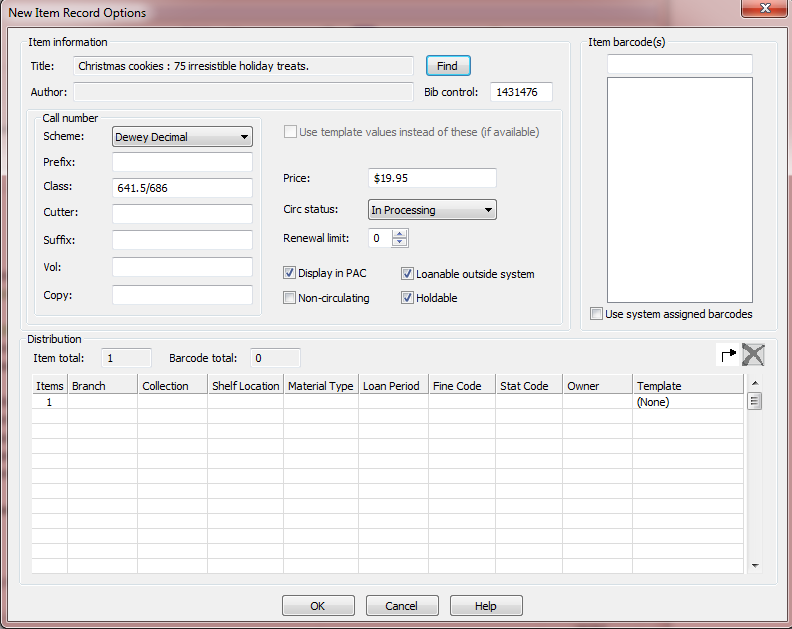 New Item Record Options
Item information
Title: Christmas cookies : 75 irresistible holiday treats. Find
Author: Bib control: 1431476
Call number
Scheme: Dewey Decimal
Prefix:
Class: 641.5/686
Cutter:
Suffix:
Vol:
Copy:
Use template values instead of these (if available)
Price: $19.95
Circ status: In Processing
Renewal limit: 0
Display in PAC Loanable outside system
Non-circulating Holdable
Item barcode(s)
Use system assigned barcodes
Distribution
Item total: 1 Barcode total: 0
Items Branch Collection Shelf Location Material Type Loan Period Fine Code Stat Code Owner Template
1 (None)
OK Cancel Help